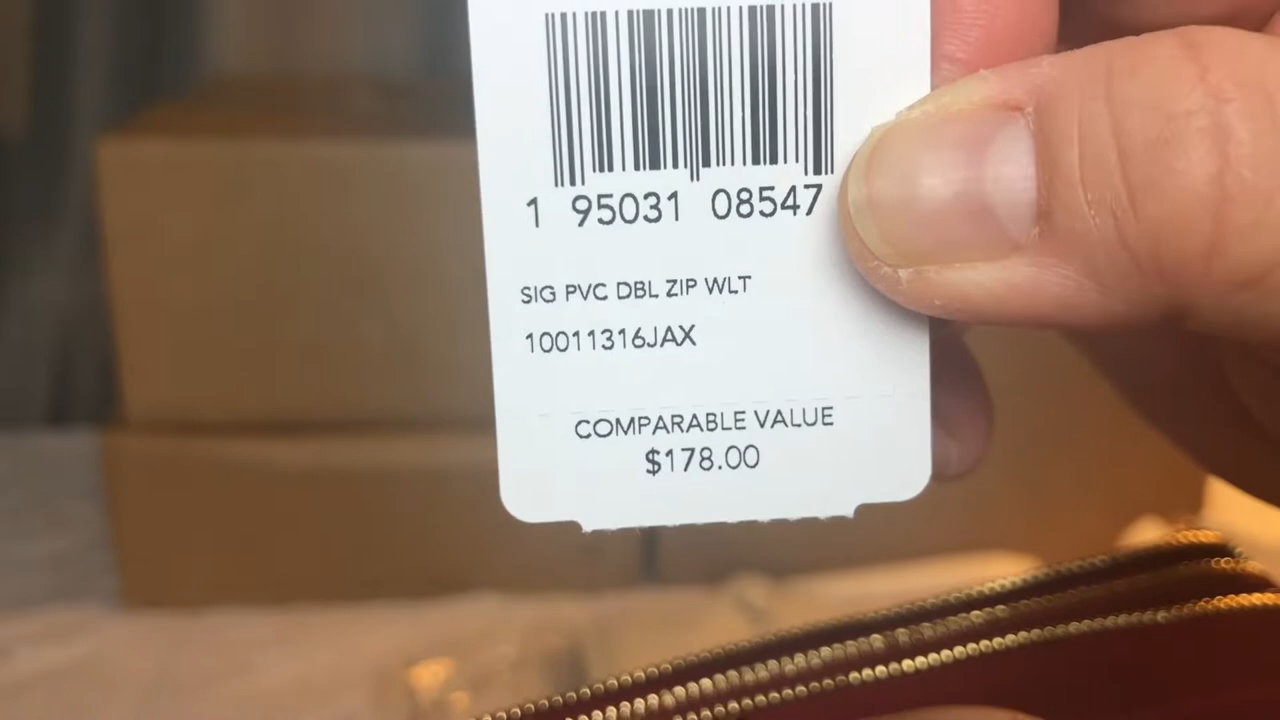 1 95031 08547
SIG PVC DBL ZIP WLT
10011316JAX
COMPARABLE VALUE
$178.00